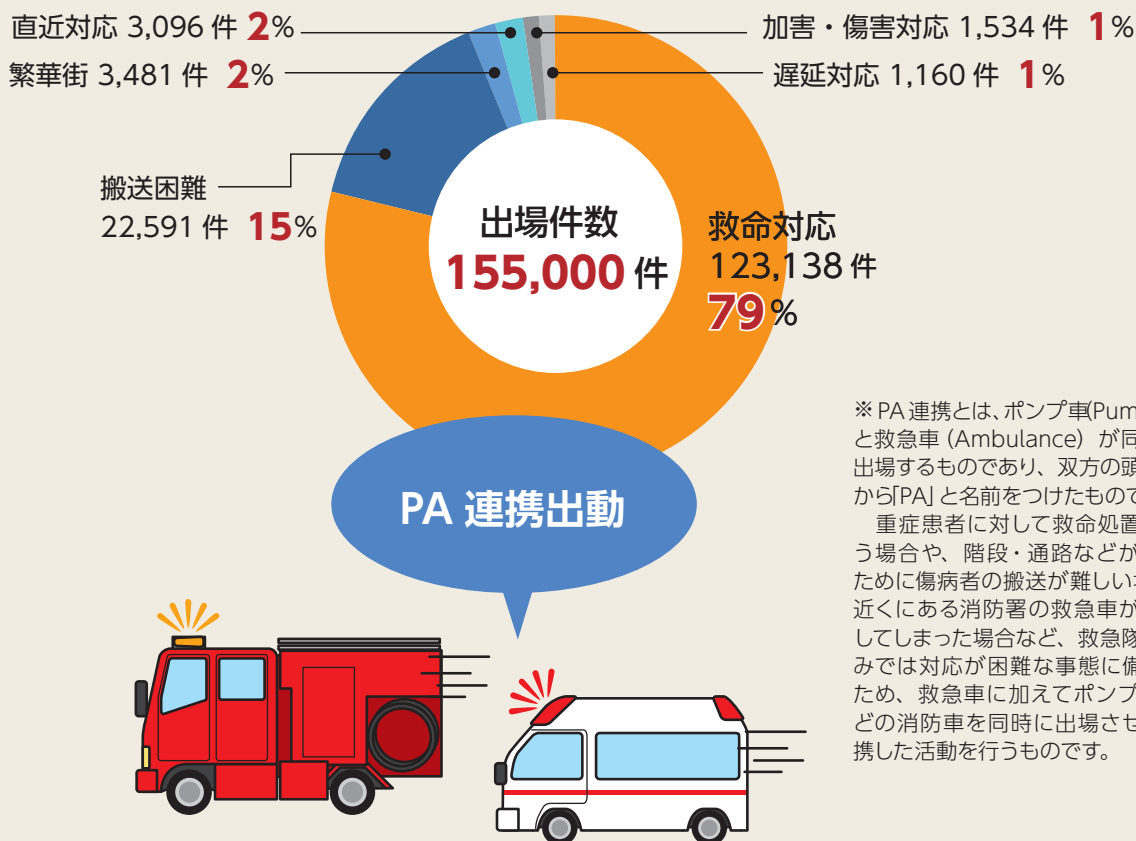 直近対応 3,096 件 2%
繁華街 3,481 件 2%
搬送困難
22,591 件 15%
加害・傷害対応 1,534 件 1%
遅延対応 1,160 件 1%
出場件数
155,000 件
救命対応
123,138 件
79%
PA 連携出動
※ PA 連携とは、ポンプ車(Pum
と救急車 (Ambulance) が同
出場するものであり、双方の頭
から「PA」と名前をつけたもので
重症患者に対して救命処置
う場合や、階段・通路などが
ために傷病者の搬送が難しい
近くにある消防署の救急車が
してしまった場合など、救急隊
みでは対応が困難な事態に備
ため、救急車に加えてポンプ
どの消防車を同時に出場させ
携した活動を行うものです。